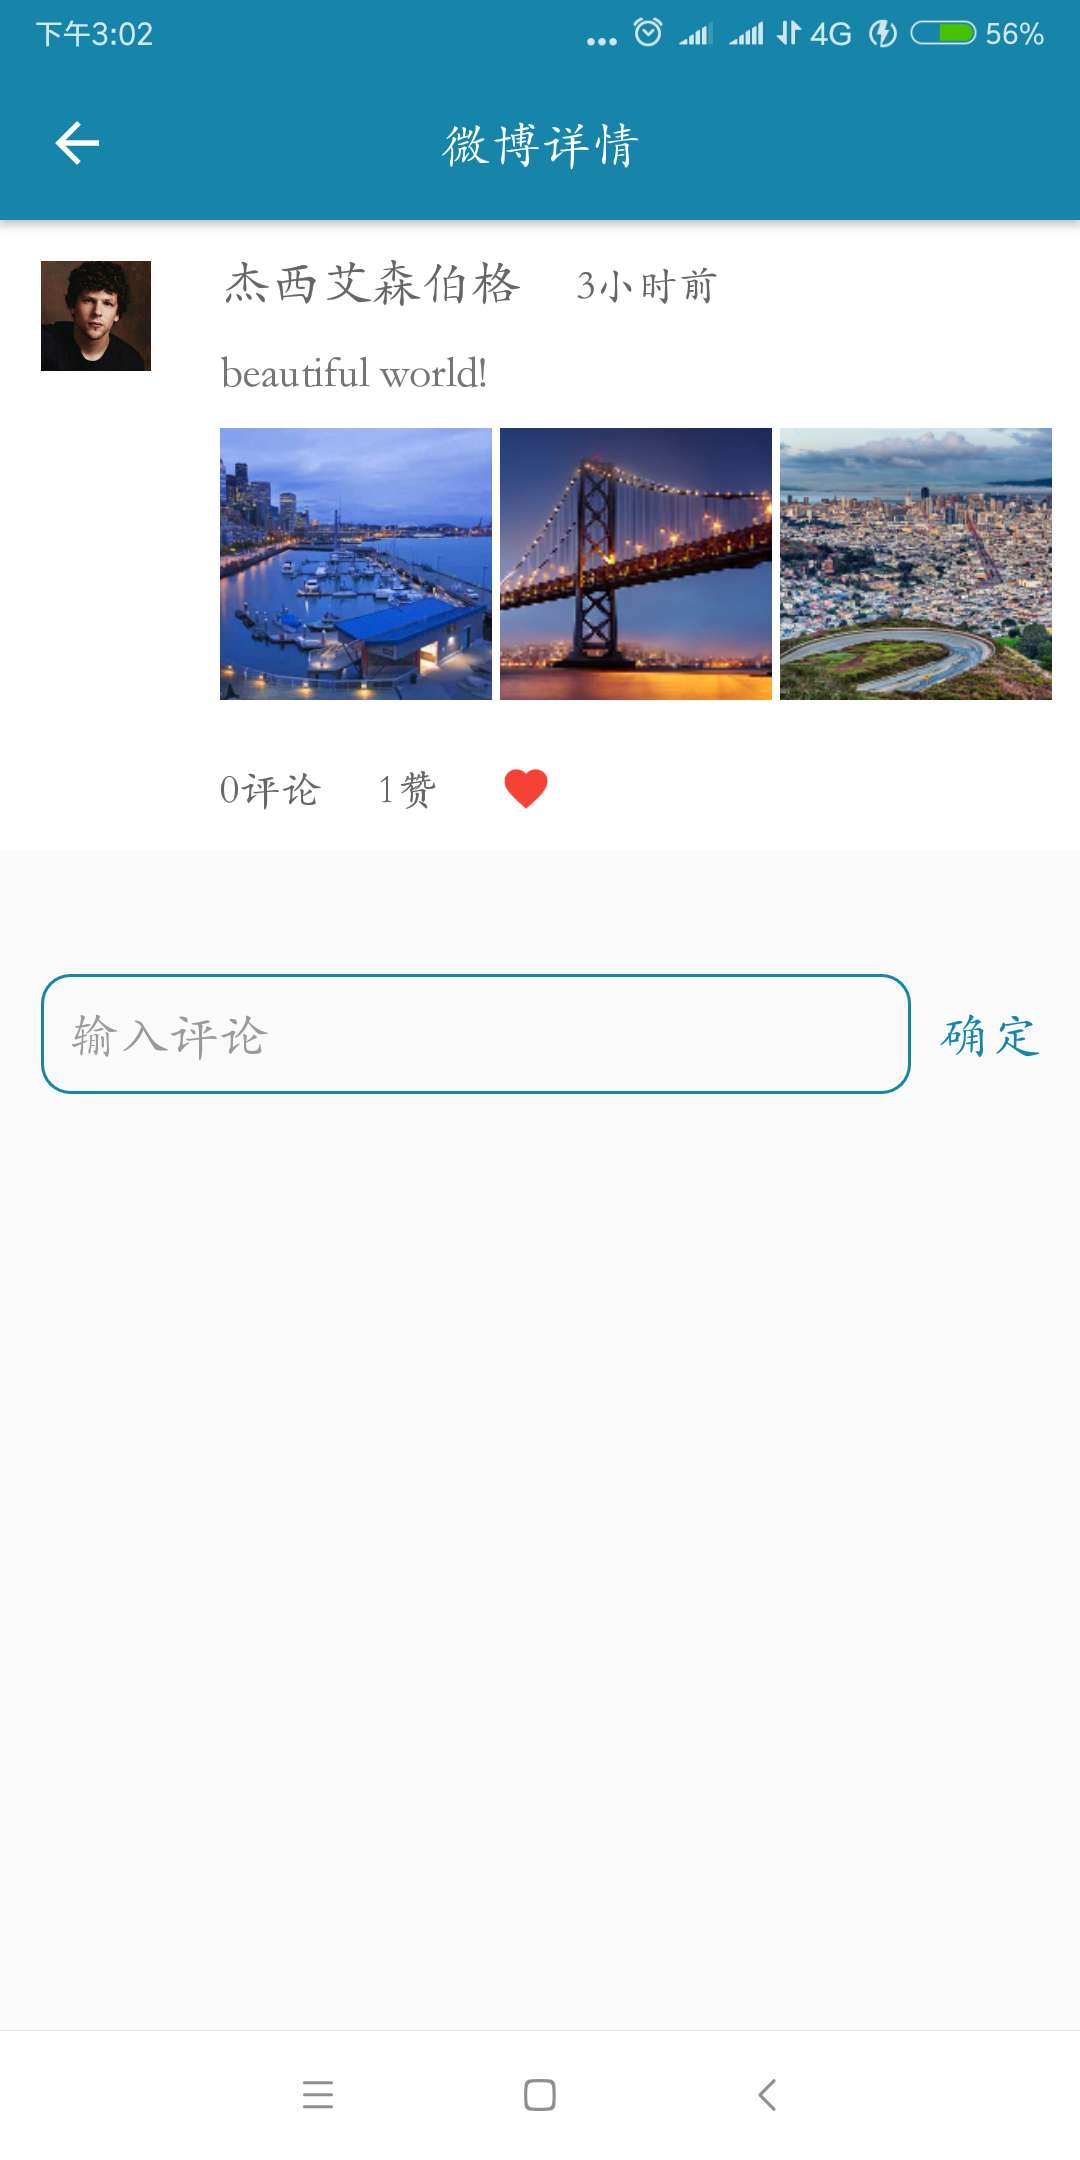 下午3:02
4G 56%
微博详情
杰西艾森伯格 3小时前
beautiful world!
0评论 1赞
输入评论 确定